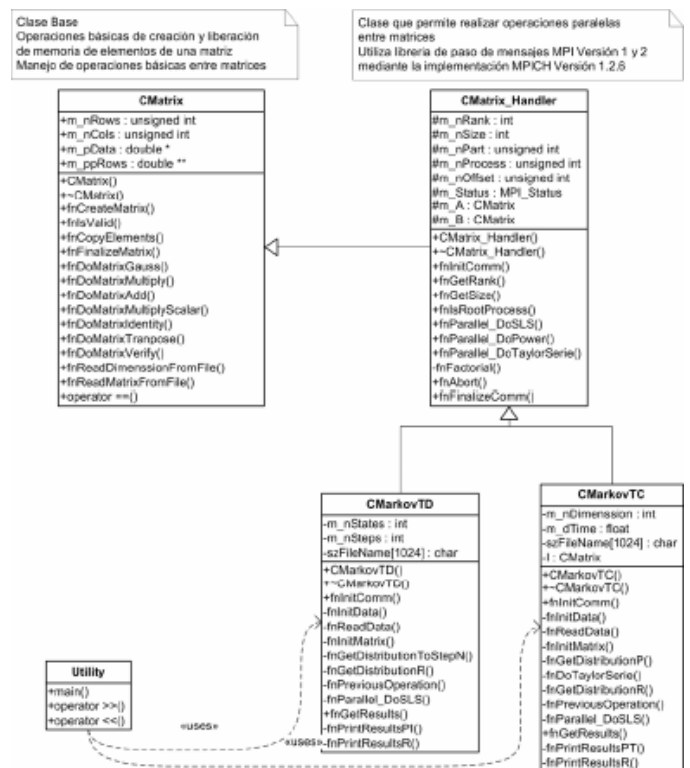 Clase Base
Operaciones básicas de creación y liberación
de memoria de elementos de una matriz
Manejo de operaciones básicas entre matrices
Clase que permite realizar operaciones paralelas
entre matrices
Utiliza libreria de paso de mensajes MPI Versión 1 y 2
mediante la implementación MPICH Versión 1.2.6
CMatrix
+m_nRows : unsigned int
+m_nCols : unsigned int
+m_pData : double *
+m_ppRows : double **
+CMatrix()
+~CMatrix()
+fnCreateMatrix()
+fnIsValid()
+fnCopyElements()
+fnFinalizeMatrix()
+fnDoMatrixGauss()
+fnDoMatrixMultiply()
+fnDoMatrixAdd()
+fnDoMatrixMultiplyScalar()
+fnDoMatrixIdentity()
+fnDoMatrixTranpose()
+fnDoMatrixVerify()
+fnReadDimenssionFromFile()
+fnReadMatrixFromFile()
+operator ==()
CMatrix_Handler
#m_nRank : int
#m_nSize : int
#m_nPart : unsigned int
#m_nProcess : unsigned int
#m_nOffset : unsigned int
#m_Status : MPI_Status
#m_A : CMatrix
#m_B : CMatrix
+CMatrix_Handler()
+~CMatrix_Handler()
+fnInitComm()
+fnGetRank()
+fnGetSize()
+fnIsRootProcess()
+fnParallel_DoSLS()
+fnParallel_DoPower()
+fnParallel_DoTaylorSerie()
-fnFactorial()
+fnAbort()
+fnFinalizeComm()
CMarkovTD
-m_nStates : int
-m_nSteps : int
-szFileName[1024] : char
+CMarkovTD()
+~CMarkovTD()
+fnInitComm()
-fnInitData()
-fnReadData()
-fnInitMatrix()
-fnGetDistributionToStepN()
-fnGetDistributionR()
-fnPreviousOperation()
-fnParallel_DoSLS()
+fnGetResults()
-fnPrintResultsPI()
-fnPrintResultsR()
CMarkovTC
-m_nDimenssion : int
-m_dTime : float
-szFileName[1024] : char
-I : CMatrix
+CMarkovTC()
+~CMarkovTC()
+fnInitComm()
-fnInitData()
-fnReadData()
-fnInitMatrix()
-fnGetDistributionP()
-fnDoTaylorSerie()
-fnGetDistributionR()
-fnPreviousOperation()
-fnParallel_DoSLS()
+fnGetResults()
-fnPrintResultsPT()
-fnPrintResultsR()
Utility
+main()
+operator >>()
+operator <<()
«uses»
«uses»